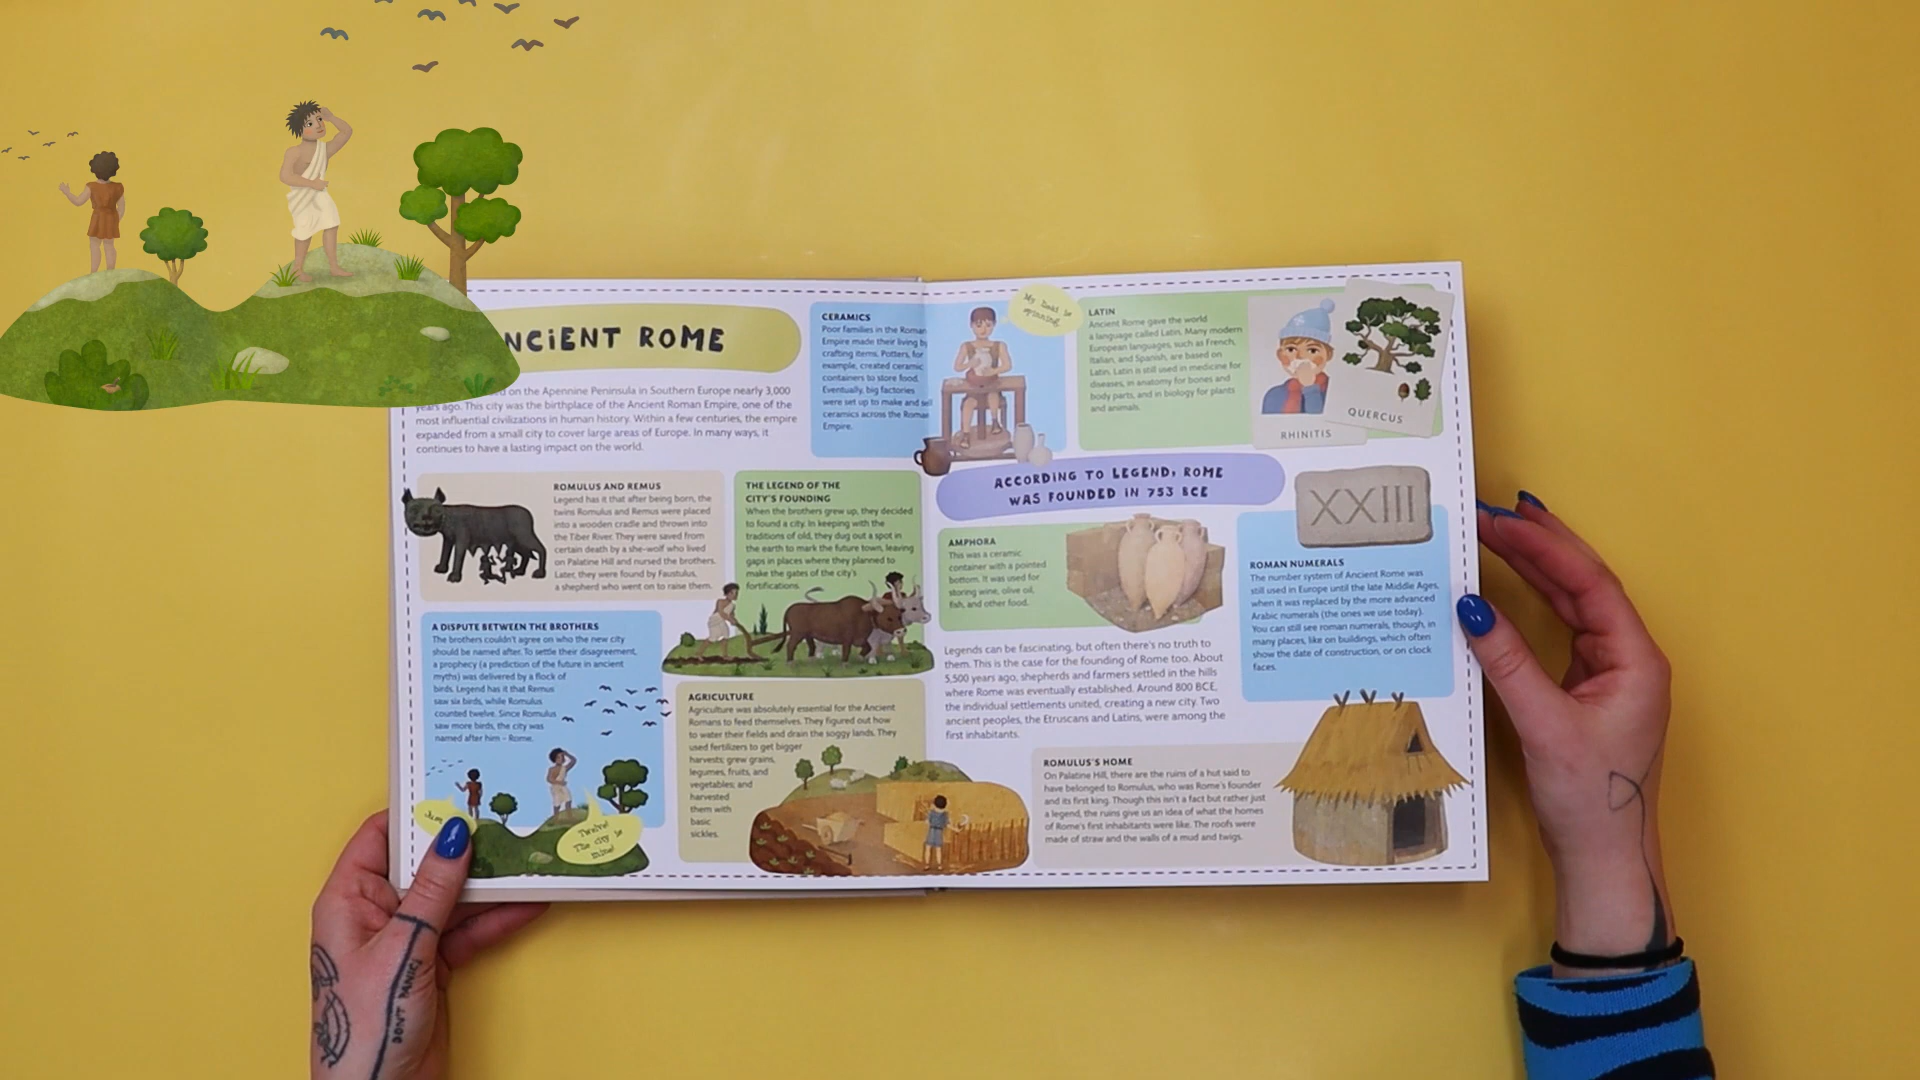 NCiENT ROME
on the Apennine Peninsula in Southern Europe nearly 3,000
years ago. This city was the birthplace of the Ancient Roman Empire, one of the
most influential civilizations in human history. Within a few centuries, the empire
expanded from a small city to cover large areas of Europe. In many ways, it
continues to have a lasting impact on the world.
CERAMICS
Poor families in the Roman
Empire made their living by
crafting items. Potters, for
example, created ceramic
containers to store food.
Eventually, big factories
were set up to make and sell
ceramics across the Roman
Empire.
My head is
spinning.
LATIN
Ancient Rome gave the world
a language called Latin. Many modern
European languages, such as French,
Italian, and Spanish, are based on
Latin. Latin is still used in medicine for
diseases, in anatomy for bones and
body parts, and in biology for plants
and animals.
RHINITIS
QUERCUS
ROMULUS AND REMUS
Legend has it that after being born, the
twins Romulus and Remus were placed
into a wooden cradle and thrown into
the Tiber River. They were saved from
certain death by a she-wolf who lived
on Palatine Hill and nursed the brothers.
Later, they were found by Faustulus,
a shepherd who went on to raise them.
THE LEGEND OF THE
CITY'S FOUNDING
When the brothers grew up, they decided
to found a city. In keeping with the
traditions of old, they dug out a spot in
the earth to mark the future town, leaving
gaps in places where they planned to
make the gates of the city's
fortifications.
ACCORDING TO LEGEND, ROME
WAS FOUNDED IN 753 BCE
XXIII
AMPHORA
This was a ceramic
container with a pointed
bottom. It was used for
storing wine, olive oil,
fish, and other food.
ROMAN NUMERALS
The number system of Ancient Rome was
still used in Europe until the late Middle Ages,
when it was replaced by the more advanced
Arabic numerals (the ones we use today).
You can still see roman numerals, though, in
many places, like on buildings, which often
show the date of construction, or on clock
faces.
A DISPUTE BETWEEN THE BROTHERS
The brothers couldn't agree on who the new city
should be named after. To settle their disagreement,
a prophecy (a prediction of the future in ancient
myths) was delivered by a flock of
birds. Legend has it that Remus
saw six birds, while Romulus
counted twelve. Since Romulus
saw more birds, the city was
named after him – Rome.
Twelve!
The city is
mine!
AGRICULTURE
Agriculture was absolutely essential for the Ancient
Romans to feed themselves. They figured out how
to water their fields and drain the soggy lands. They
used fertilizers to get bigger
harvests; grew grains,
legumes, fruits, and
vegetables; and
harvested
them with
basic
sickles.
Legends can be fascinating, but often there's no truth to
them. This is the case for the founding of Rome too. About
5,500 years ago, shepherds and farmers settled in the hills
where Rome was eventually established. Around 800 BCE,
the individual settlements united, creating a new city. Two
ancient peoples, the Etruscans and Latins, were among the
first inhabitants.
ROMULUS'S HOME
On Palatine Hill, there are the ruins of a hut said to
have belonged to Romulus, who was Rome's founder
and its first king. Though this isn't a fact but rather just
a legend, the ruins give us an idea of what the homes
of Rome's first inhabitants were like. The roofs were
made of straw and the walls of a mud and twigs.
DON'T PANIC!